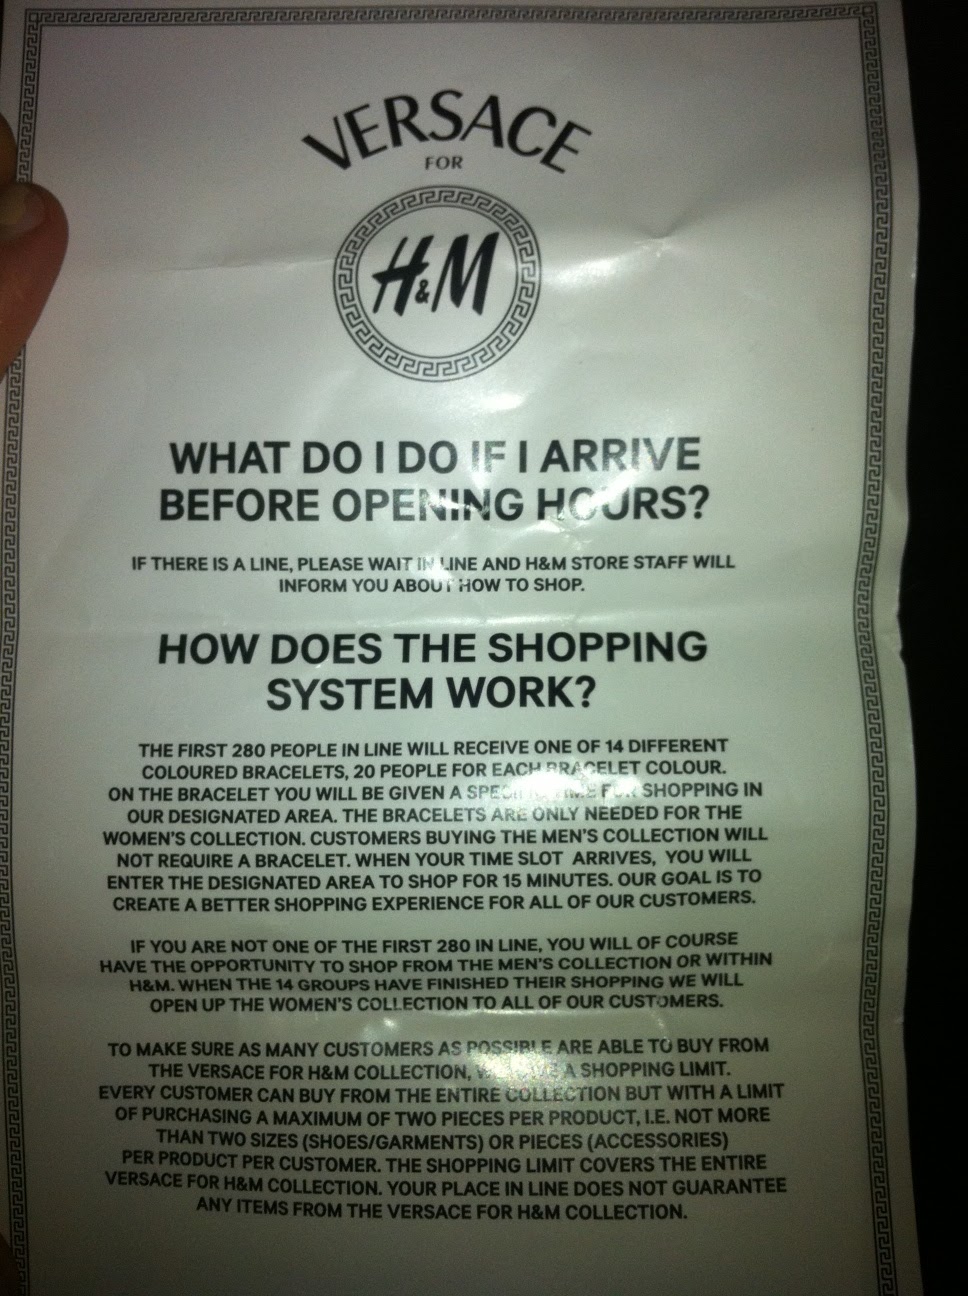 VERSACE
FOR
H&M
WHAT DO I DO IF I ARRIVE
BEFORE OPENING HOURS?
IF THERE IS A LINE, PLEASE WAIT IN LINE AND H&M STORE STAFF WILL
INFORM YOU ABOUT HOW TO SHOP.
HOW DOES THE SHOPPING
SYSTEM WORK?
THE FIRST 280 PEOPLE IN LINE WILL RECEIVE ONE OF 14 DIFFERENT
COLOURED BRACELETS, 20 PEOPLE FOR EACH BRACELET COLOUR.
ON THE BRACELET YOU WILL BE GIVEN A SPECIFIC TIME FOR SHOPPING IN
OUR DESIGNATED AREA. THE BRACELETS ARE ONLY NEEDED FOR THE
WOMEN'S COLLECTION. CUSTOMERS BUYING THE MEN'S COLLECTION WILL
NOT REQUIRE A BRACELET. WHEN YOUR TIME SLOT ARRIVES, YOU WILL
ENTER THE DESIGNATED AREA TO SHOP FOR 15 MINUTES. OUR GOAL IS TO
CREATE A BETTER SHOPPING EXPERIENCE FOR ALL OF OUR CUSTOMERS.
IF YOU ARE NOT ONE OF THE FIRST 280 IN LINE, YOU WILL OF COURSE
HAVE THE OPPORTUNITY TO SHOP FROM THE MEN'S COLLECTION OR WITHIN
H&M. WHEN THE 14 GROUPS HAVE FINISHED THEIR SHOPPING WE WILL
OPEN UP THE WOMEN'S COLLECTION TO ALL OF OUR CUSTOMERS.
TO MAKE SURE AS MANY CUSTOMERS AS POSSIBLE ARE ABLE TO BUY FROM
THE VERSACE FOR H&M COLLECTION, A SHOPPING LIMIT.
EVERY CUSTOMER CAN BUY FROM THE ENTIRE COLLECTION BUT WITH A LIMIT
OF PURCHASING A MAXIMUM OF TWO PIECES PER PRODUCT, I.E. NOT MORE
THAN TWO SIZES (SHOES/GARMENTS) OR PIECES (ACCESSORIES)
PER PRODUCT PER CUSTOMER. THE SHOPPING LIMIT COVERS THE ENTIRE
VERSACE FOR H&M COLLECTION. YOUR PLACE IN LINE DOES NOT GUARANTEE
ANY ITEMS FROM THE VERSACE FOR H&M COLLECTION.